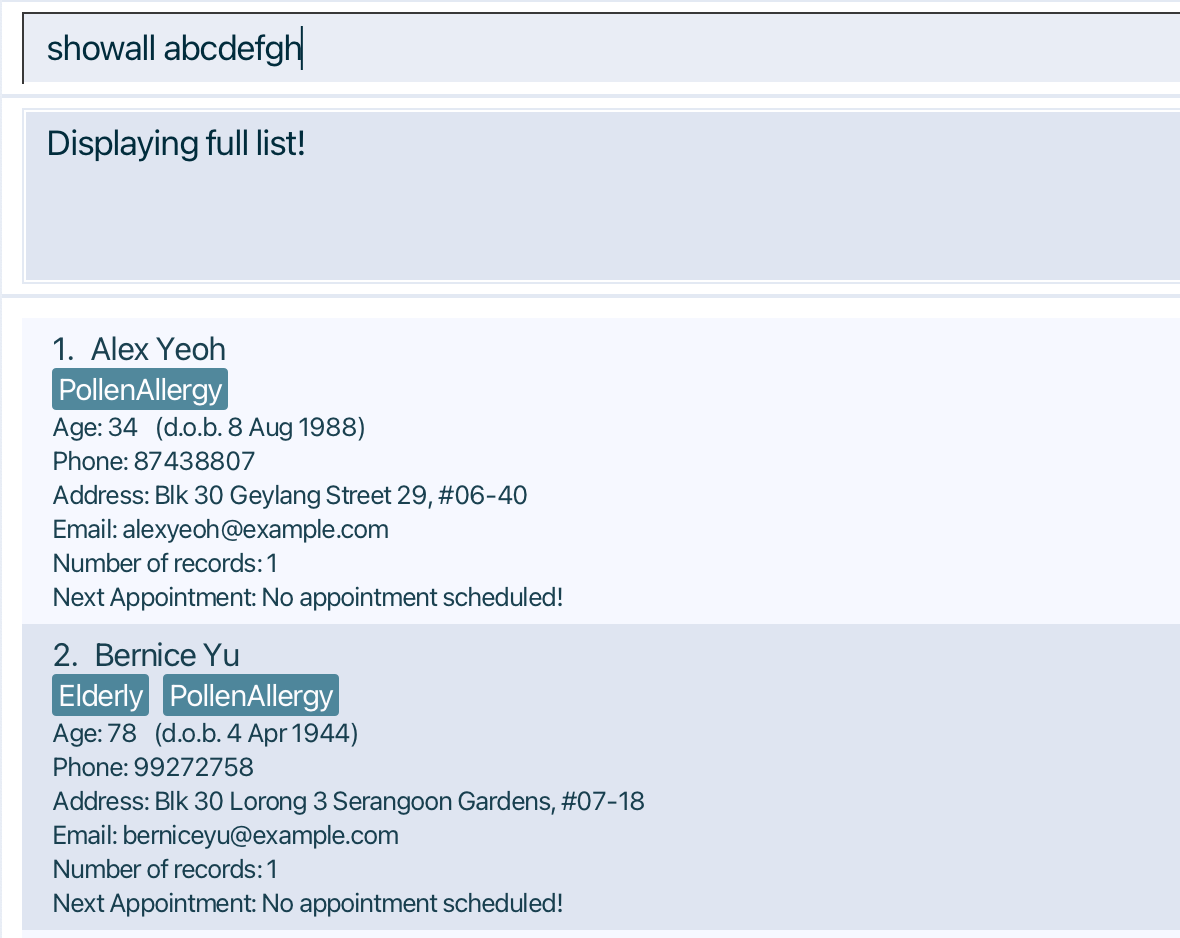 showall abcdefgh
Displaying full list!
1. Alex Yeoh
PollenAllergy
Age: 34 (d.o.b. 8 Aug 1988)
Phone: 87438807
Address: Blk 30 Geylang Street 29, #06-40
Email: alexyeoh@example.com
Number of records: 1
Next Appointment: No appointment scheduled!
2. Bernice Yu
Elderly PollenAllergy
Age: 78 (d.o.b. 4 Apr 1944)
Phone: 99272758
Address: Blk 30 Lorong 3 Serangoon Gardens, #07-18
Email: berniceyu@example.com
Number of records: 1
Next Appointment: No appointment scheduled!